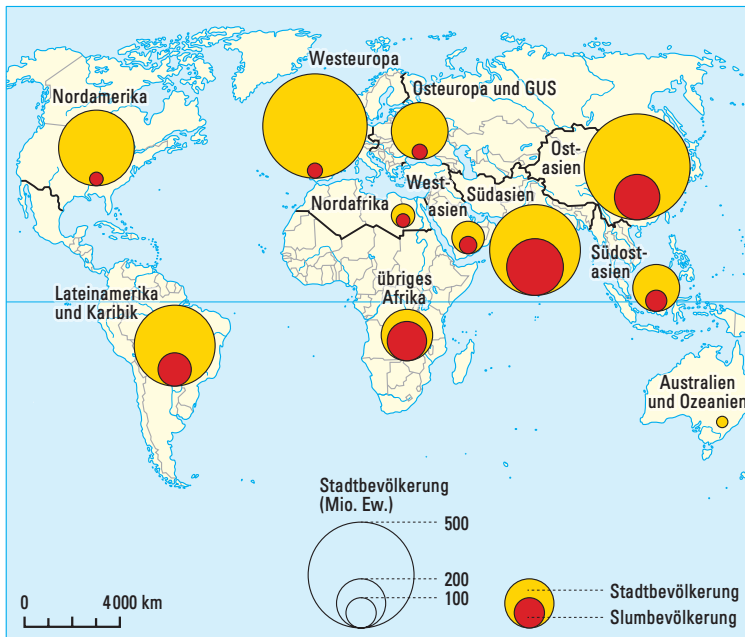 Westeuropa
Nordamerika
Osteuropa und GUS
Ost-
asien
West-
asien
Südasien
Nordafrika
Südost-
asien
übriges
Afrika
Lateinamerika
und Karibik
Australien
und Ozeanien
Stadtbevölkerung
(Mio. Ew.)
500
200
100
0 4000 km
Stadtbevölkerung
Slumbevölkerung